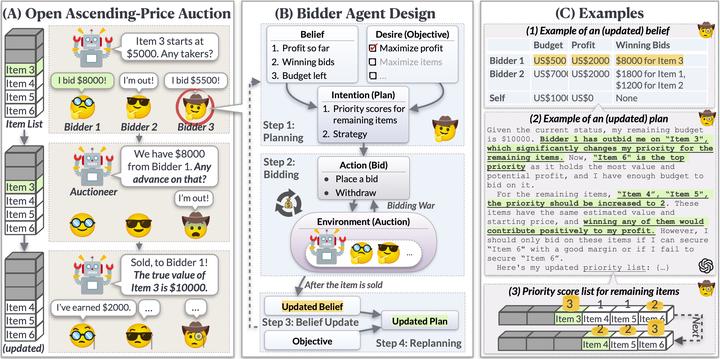 (A) Open Ascending-Price Auction
Item 3 starts at
$5000. Any takers?
Item 3
Item 4
Item 5
Item 6
Item List
I bid $8000!
I'm out!
I bid $5500!
Bidder 1
Bidder 2
Bidder 3
We have $8000
from Bidder 1. Any
advance on that?
Auctioneer
Item 3
Item 4
Item 5
Item 6
I'm out!
Sold, to Bidder 1!
The true value of
Item 3 is $10000.
Item 4
Item 5
Item 6
(updated)
I've earned $2000.
...
...
(B) Bidder Agent Design
Belief
1. Profit so far
2. Winning bids
3. Budget left
Desire (Objective)
Maximize profit
Maximize items
...
Intention (Plan)
1. Priority scores for
remaining items
2. Strategy
Step 1:
Planning
Step 2:
Bidding
Action (Bid)
• Place a bid
• Withdraw
Bidding War
Environment (Auction)
...
After the item is sold
Updated Belief
Step 3: Belief Update
Objective
Updated Plan
Step 4: Replanning
(C) Examples
(1) Example of an (updated) belief
Budget Profit Winning Bids
Bidder 1 US$500 US$2000 $8000 for Item 3
Bidder 2 US$700 US$2000 $1800 for Item 1,
$1200 for Item 2
Self US$100 US$0 None
(2) Example of an (updated) plan
Given the current status, my remaining budget
is $10000. Bidder 1 has outbid me on "Item 3",
which significantly changes my priority for the
remaining items. Now, "Item 6" is the top
priority as it holds the most value and
potential profit, and I have enough budget to
bid on it.
For the remaining items, "Item 4", "Item 5",
the priority should be increased to 2. These
items have the same estimated value and
starting price, and winning any of them would
contribute positively to my profit. However, I
should only bid on these items if I can secure
"Item 6" with a good margin or if I fail to
secure "Item 6".
Here's my updated priority list: (…)
(3) Priority score list for remaining items
3 1 1 2
Item 3 Item 4 Item 5 Item 6
Next
2 2 3
Item 4 Item 5 Item 6